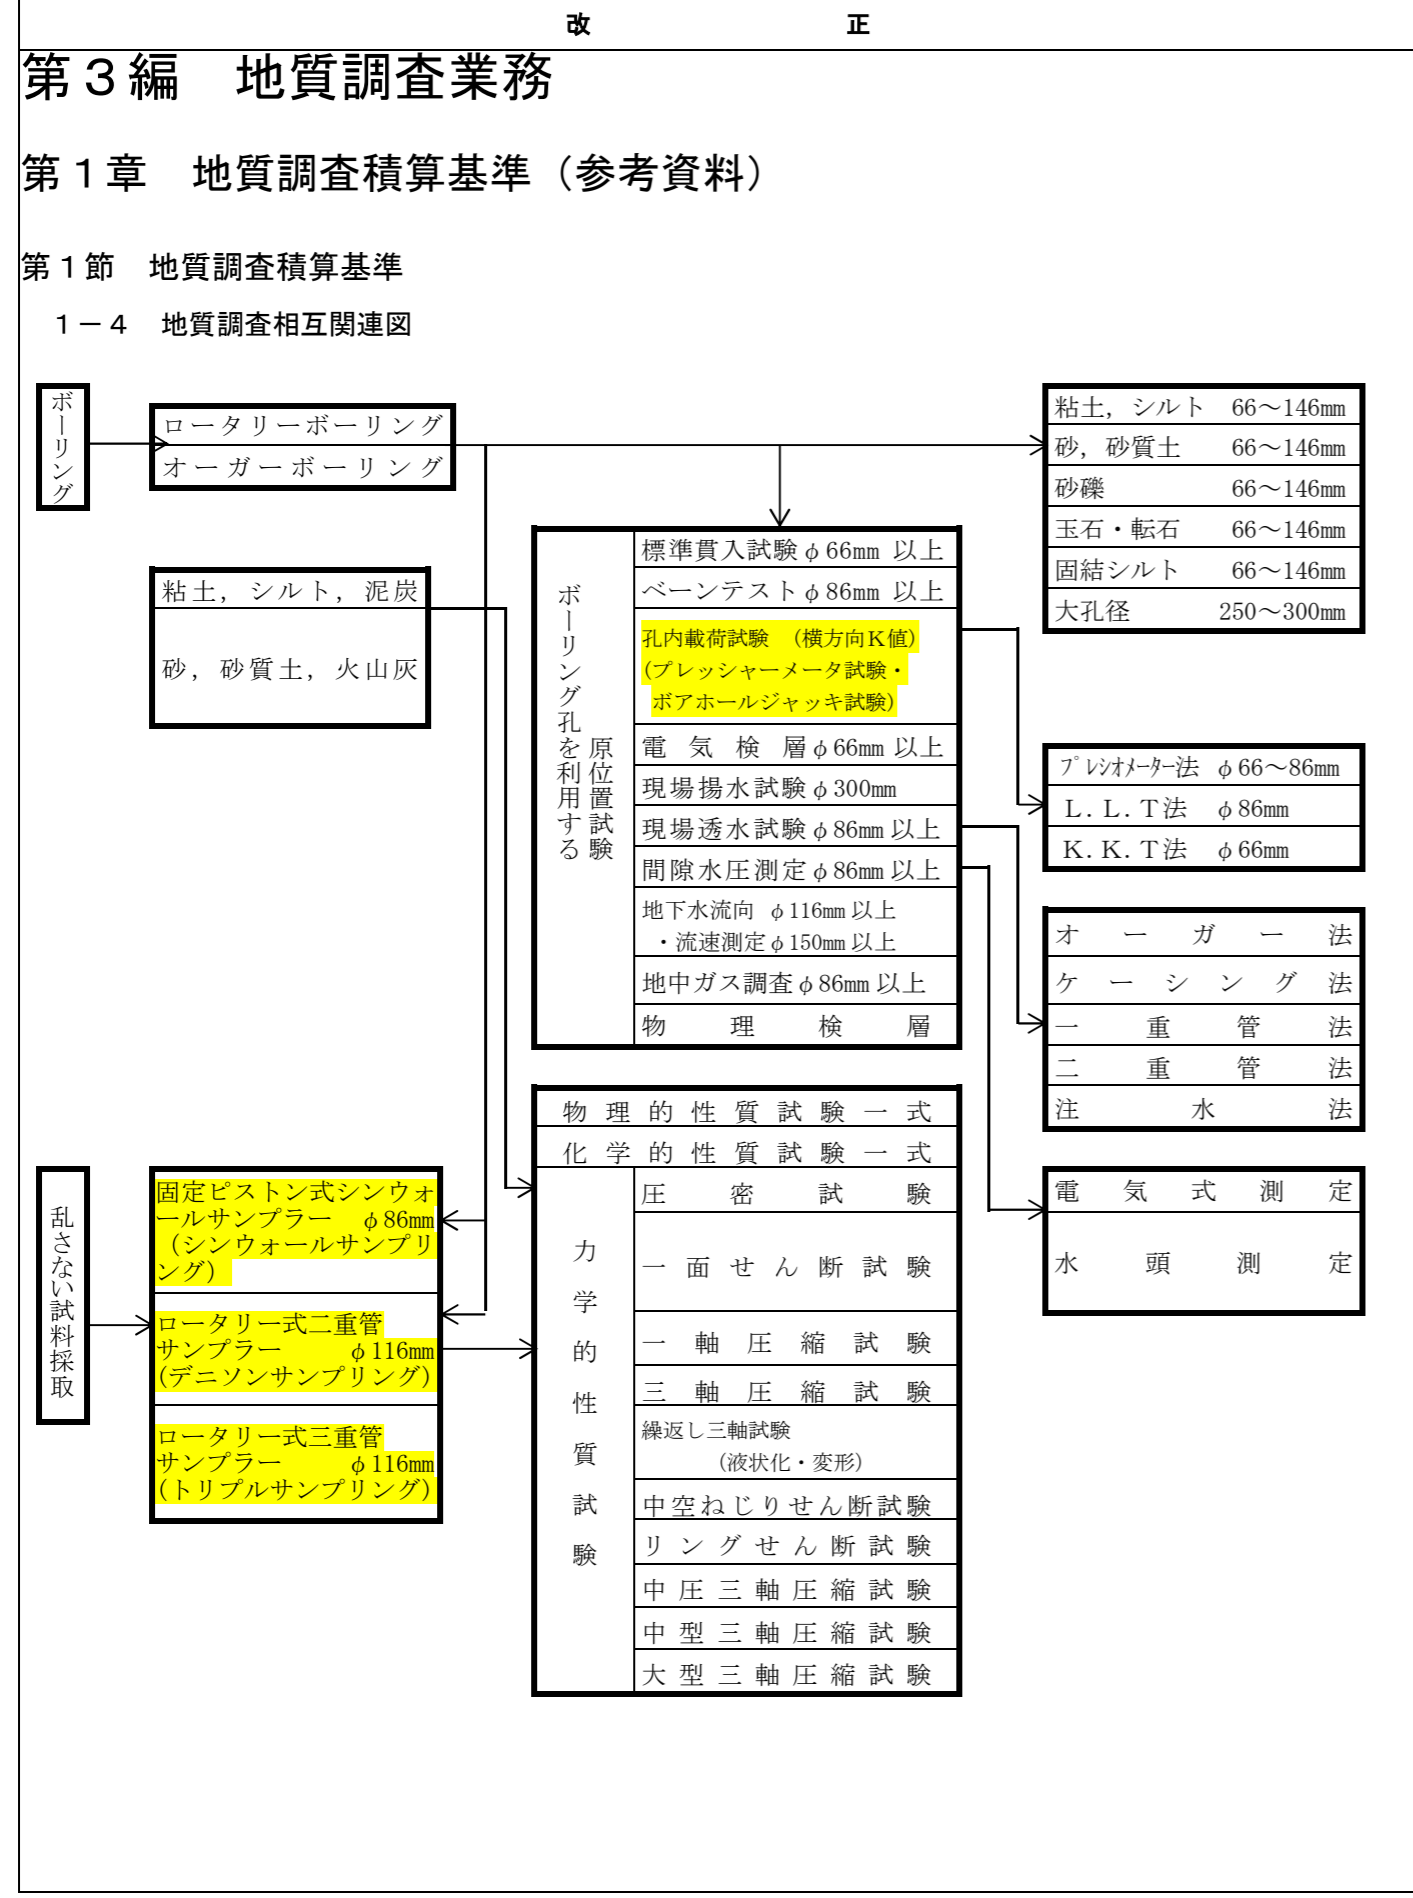 改　正
第３編　地質調査業務
第１章　地質調査積算基準（参考資料）
第１節　地質調査積算基準
１－４　地質調査相互関連図
ボーリング
ロータリーボーリング
オーガーボーリング
粘土，シルト　66～146㎜
砂，砂質土　66～146㎜
砂礫　66～146㎜
玉石・転石　66～146㎜
固結シルト　66～146㎜
大孔径　250～300㎜
粘土，シルト，泥炭
砂，砂質土，火山灰
ボーリング孔を利用する
原位置試験
標準貫入試験φ66㎜ 以上
ベーンテストφ86㎜ 以上
孔内載荷試験　（横方向Ｋ値）
（プレッシャーメータ試験・
ボアホールジャッキ試験）
電気検層φ66㎜ 以上
現場揚水試験φ300㎜
現場透水試験φ86㎜ 以上
間隙水圧測定φ86㎜ 以上
地下水流向　φ116㎜ 以上
・流速測定φ150㎜ 以上
地中ガス調査φ86㎜ 以上
物理検層
ﾌﾟﾚｼｵﾒｰﾀｰ法　φ66～86㎜
Ｌ．Ｌ．Ｔ法　φ86㎜
Ｋ．Ｋ．Ｔ法　φ66㎜
オーガー法
ケーシング法
一重管法
二重管法
注水法
電気式測定
水頭測定
物理的性質試験一式
化学的性質試験一式
力学的性質試験
圧密試験
一面せん断試験
一軸圧縮試験
三軸圧縮試験
繰返し三軸試験
（液状化・変形）
中空ねじりせん断試験
リングせん断試験
中圧三軸圧縮試験
中型三軸圧縮試験
大型三軸圧縮試験
乱さない試料採取
固定ピストン式シンウォ
ールサンプラー　φ86㎜
（シンウォールサンプリ
ング）
ロータリー式二重管
サンプラー　φ116㎜
（デニソンサンプリング）
ロータリー式三重管
サンプラー　φ116㎜
（トリプルサンプリング）